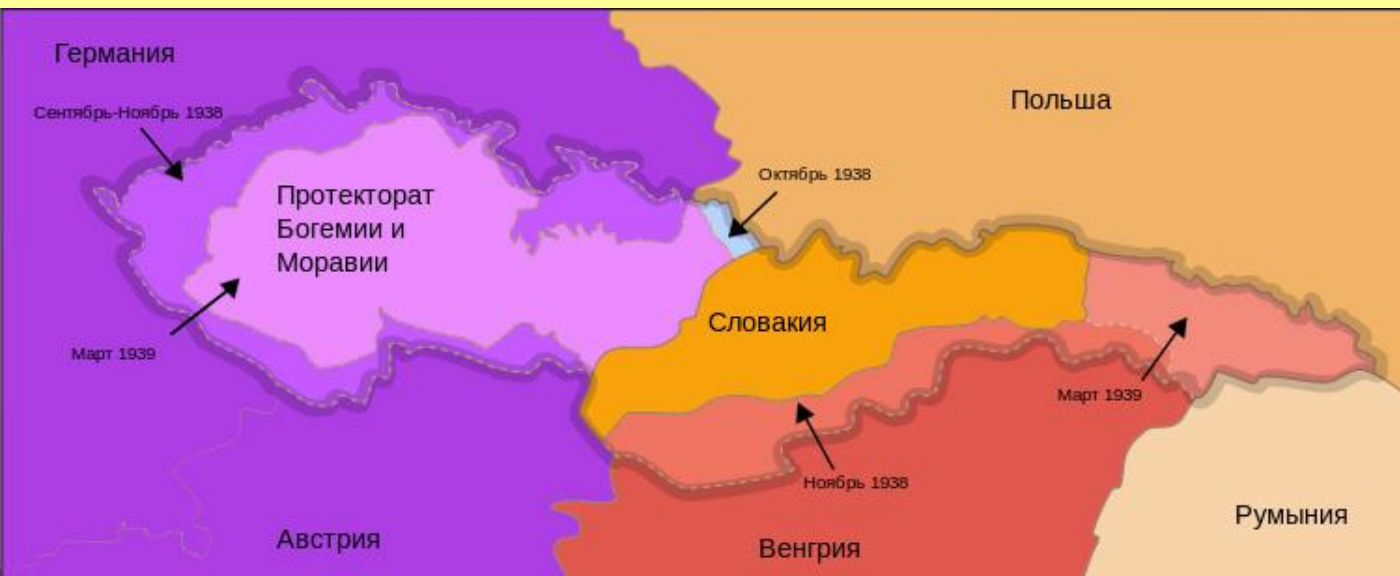 Германия
Сентябрь-Ноябрь 1938
Польша
Октябрь 1938
Протекторат
Богемии и
Моравии
Словакия
Март 1939
Март 1939
Ноябрь 1938
Румыния
Австрия
Венгрия